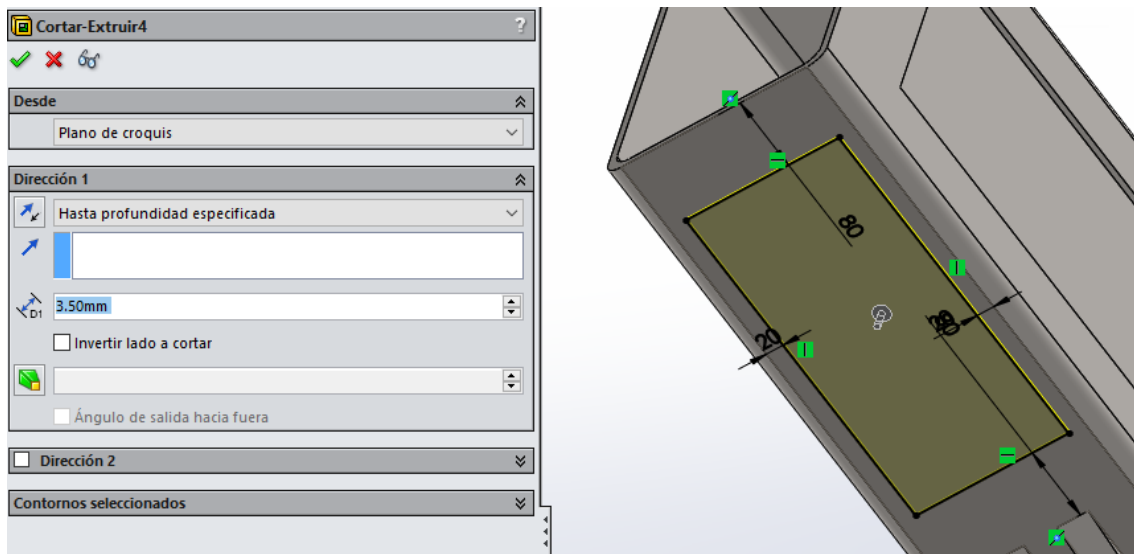 Cortar-Extruir4
?
Desde
Plano de croquis
Dirección 1
Hasta profundidad especificada
D1
3.50mm
Invertir lado a cortar
Ángulo de salida hacia fuera
Dirección 2
Contornos seleccionados
80
20